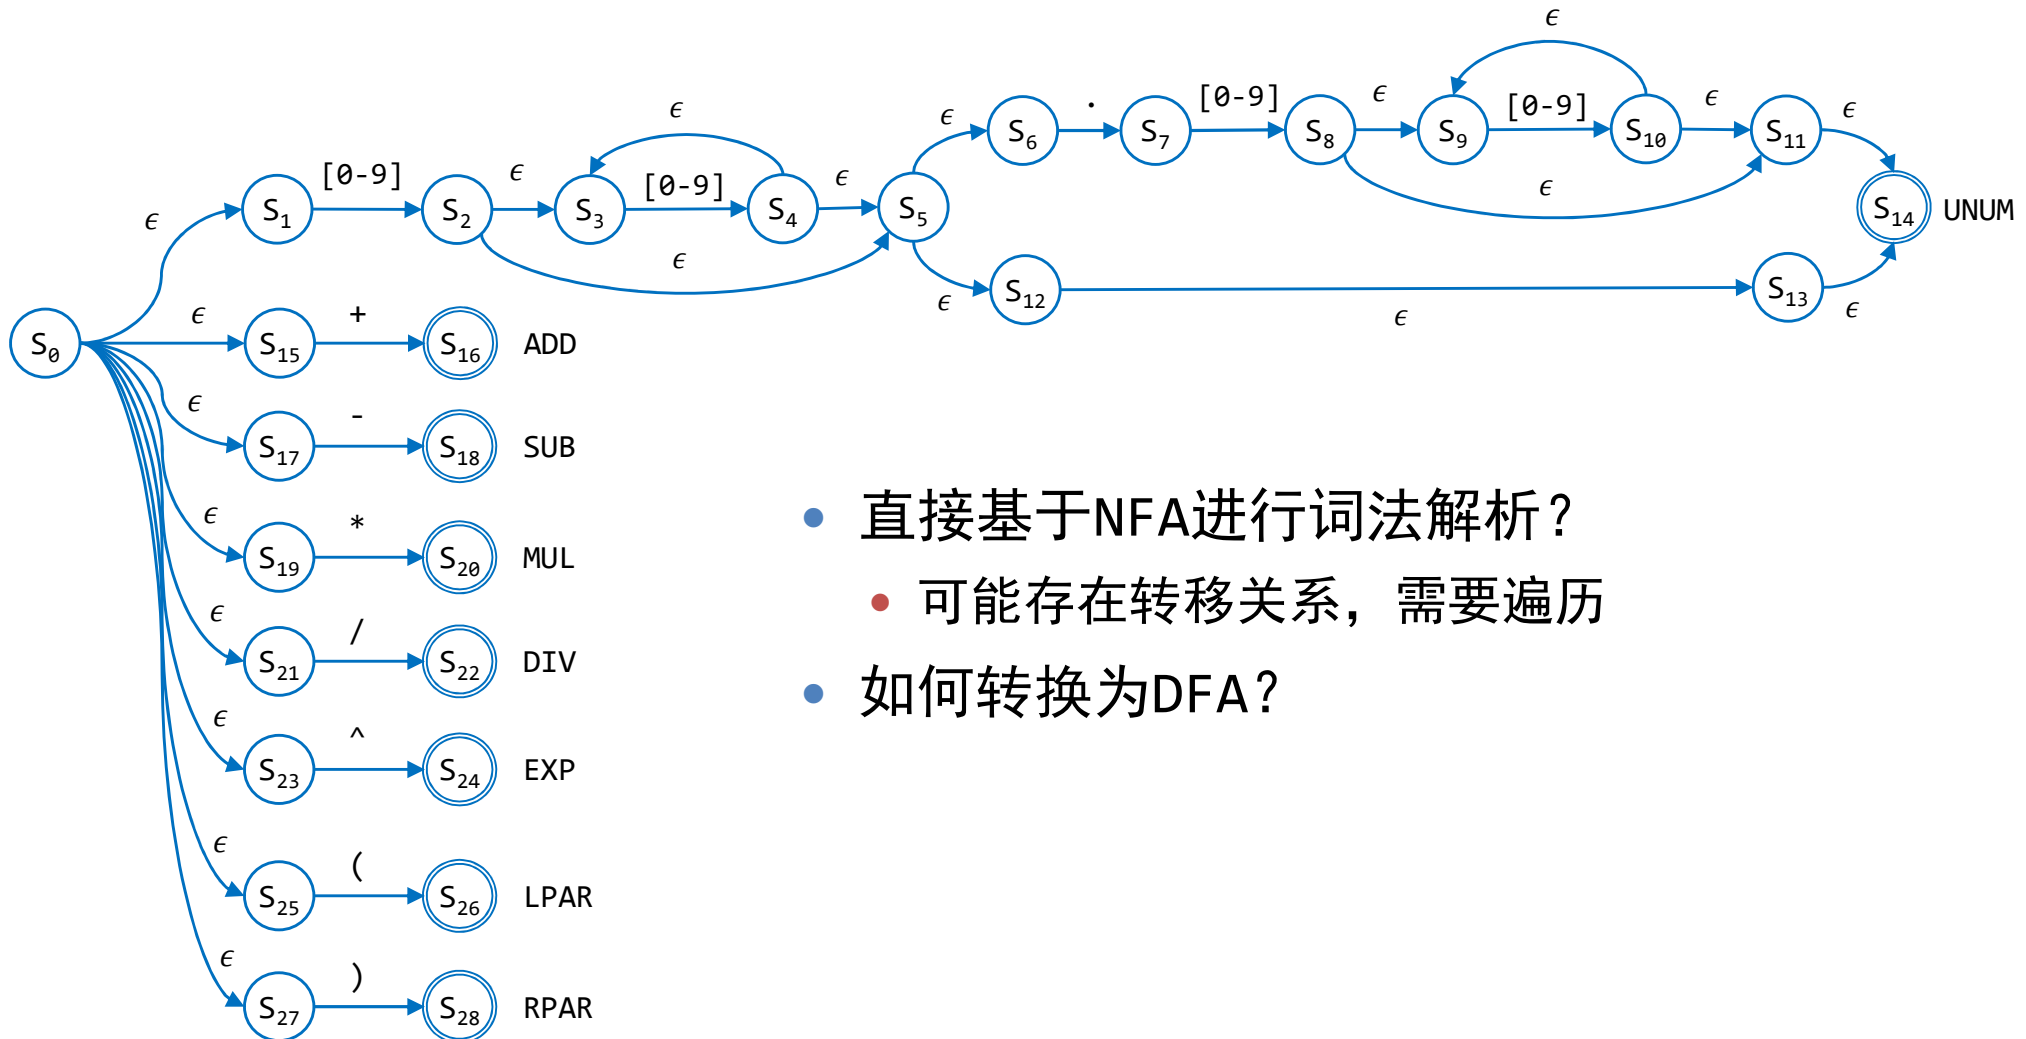 ϵ
ϵ . [0-9] ϵ [0-9] ϵ ϵ
S6 S7 S8 S9 S10 S11
ϵ
ϵ [0-9] ϵ [0-9] ϵ ϵ
S1 S2 S3 S4 S5 S14 UNUM
ϵ
ϵ S12 ϵ S13 ϵ
S0 ϵ S15 + S16 ADD
ϵ S17 - S18 SUB
ϵ S19 * S20 MUL
ϵ S21 / S22 DIV
ϵ S23 ^ S24 EXP
ϵ S25 ( S26 LPAR
ϵ S27 ) S28 RPAR
• 直接基于NFA进行词法解析?
• 可能存在转移关系，需要遍历
• 如何转换为DFA?